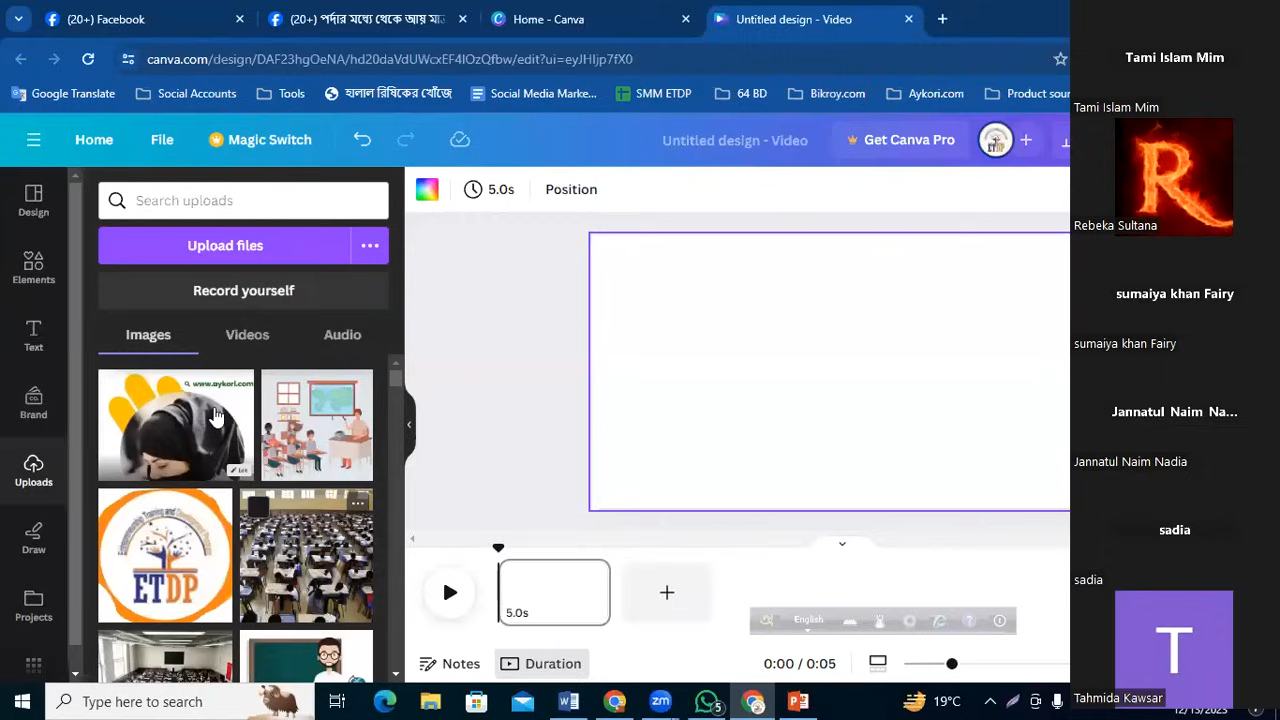 (20+) Facebook
(20+) পর্দার মধ্যে থেকে আয় মা
Home - Canva
Untitled design - Video
canva.com/design/DAF23hgOeNA/hd20daVdUWcxEF4IOzQfbw/edit?ui=eyJHIjp7fX0
Google Translate
Social Accounts
Tools
হালাল রিষিকের খোঁজে
Social Media Marke...
SMM ETDP
64 BD
Bikroy.com
Aykori.com
Product sour
Home
File
Magic Switch
Untitled design - Video
Get Canva Pro
Design
Elements
Text
Brand
Uploads
Draw
Projects
Search uploads
Upload files
Record yourself
Images
Videos
Audio
www.aykori.com
ETDP
5.0s
Position
5.0s
English
Notes
Duration
0:00 / 0:05
Tami Islam Mim
Tami Islam Mim
R
Rebeka Sultana
sumaiya khan Fairy
sumaiya khan Fairy
Jannatul Naim Na...
Jannatul Naim Nadia
sadia
sadia
T
Tahmida Kawsar
Type here to search
zm
5
19°C
12/13/2023